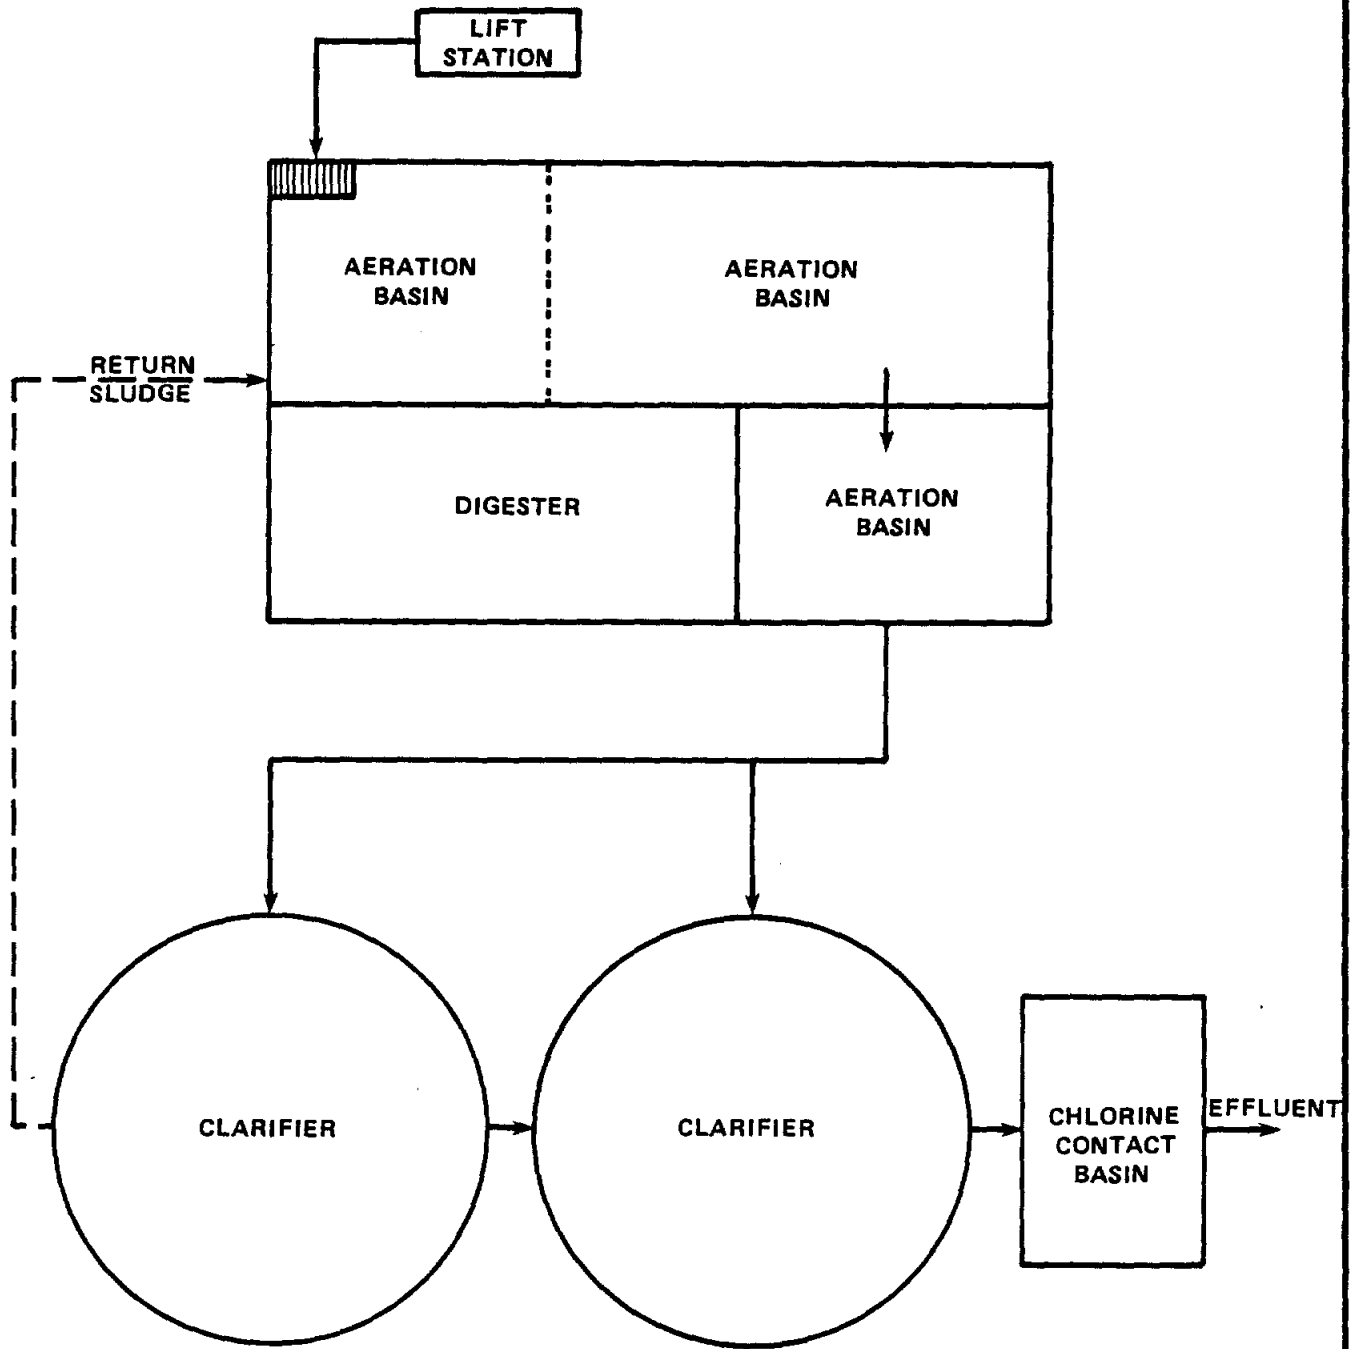 LIFT
STATION
AERATION
BASIN
AERATION
BASIN
RETURN
SLUDGE
DIGESTER
AERATION
BASIN
CLARIFIER
CLARIFIER
CHLORINE
CONTACT
BASIN
EFFLUENT